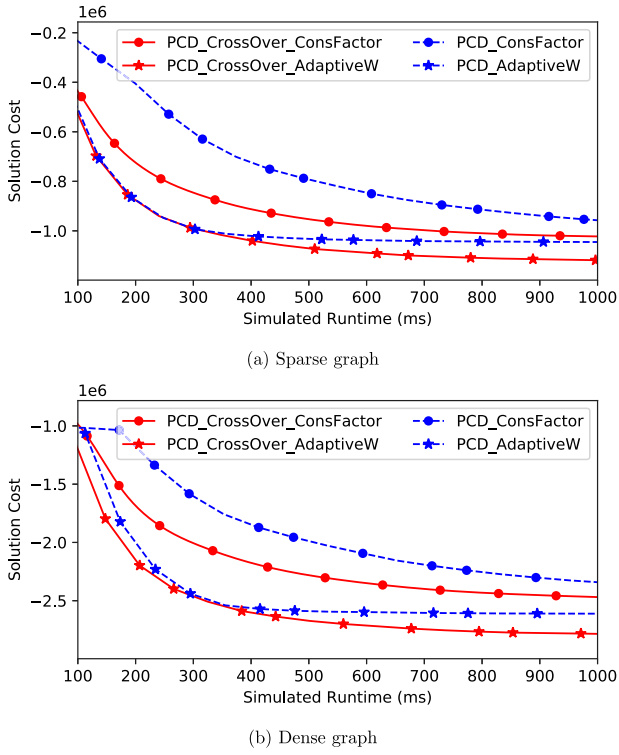 1e6
PCD_CrossOver_ConsFactor PCD_ConsFactor
PCD_CrossOver_AdaptiveW PCD_AdaptiveW
Solution Cost
−0.2
−0.4
−0.6
−0.8
−1.0
100 200 300 400 500 600 700 800 900 1000
Simulated Runtime (ms)
(a) Sparse graph
1e6
PCD_CrossOver_ConsFactor PCD_ConsFactor
PCD_CrossOver_AdaptiveW PCD_AdaptiveW
Solution Cost
−1.0
−1.5
−2.0
−2.5
100 200 300 400 500 600 700 800 900 1000
Simulated Runtime (ms)
(b) Dense graph